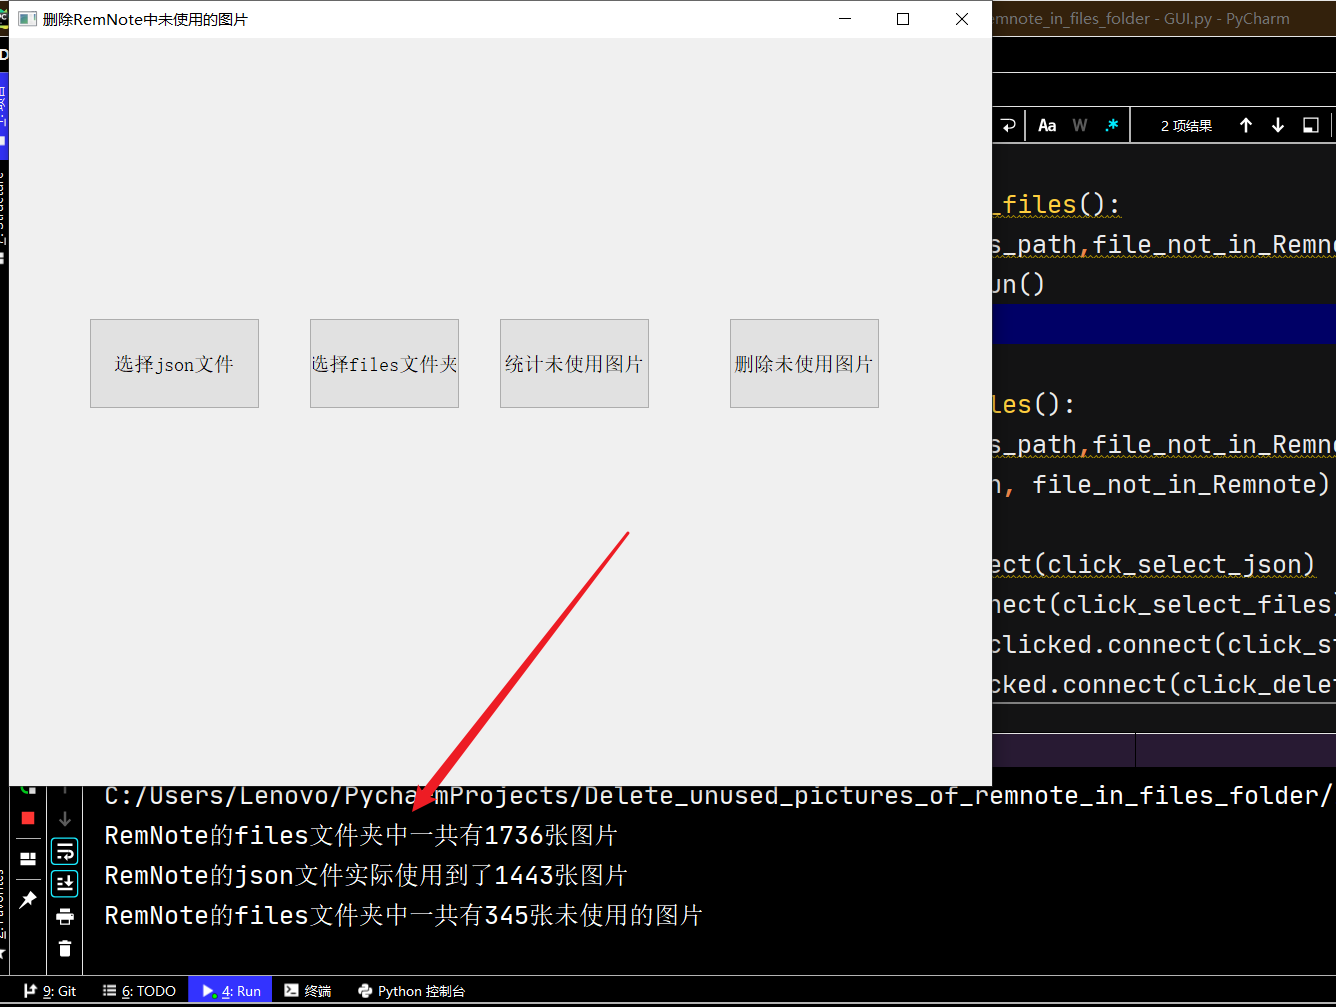 删除RemNote中未使用的图片
emnote_in_files_folder - GUI.py - PyCharm
Aa W .* 2 项结果
_files():
s_path,file_not_in_Remno
un()
les():
s_path,file_not_in_Remno
, file_not_in_Remnote)
ect(click_select_json)
nect(click_select_files)
clicked.connect(click_st
cked.connect(click_delet
选择json文件
选择files文件夹
统计未使用图片
删除未使用图片
C:/Users/Lenovo/PycharmProjects/Delete_unused_pictures_of_remnote_in_files_folder/
RemNote的files文件夹中一共有1736张图片
RemNote的json文件实际使用到了1443张图片
RemNote的files文件夹中一共有345张未使用的图片
9: Git 6: TODO 4: Run 终端 Python 控制台